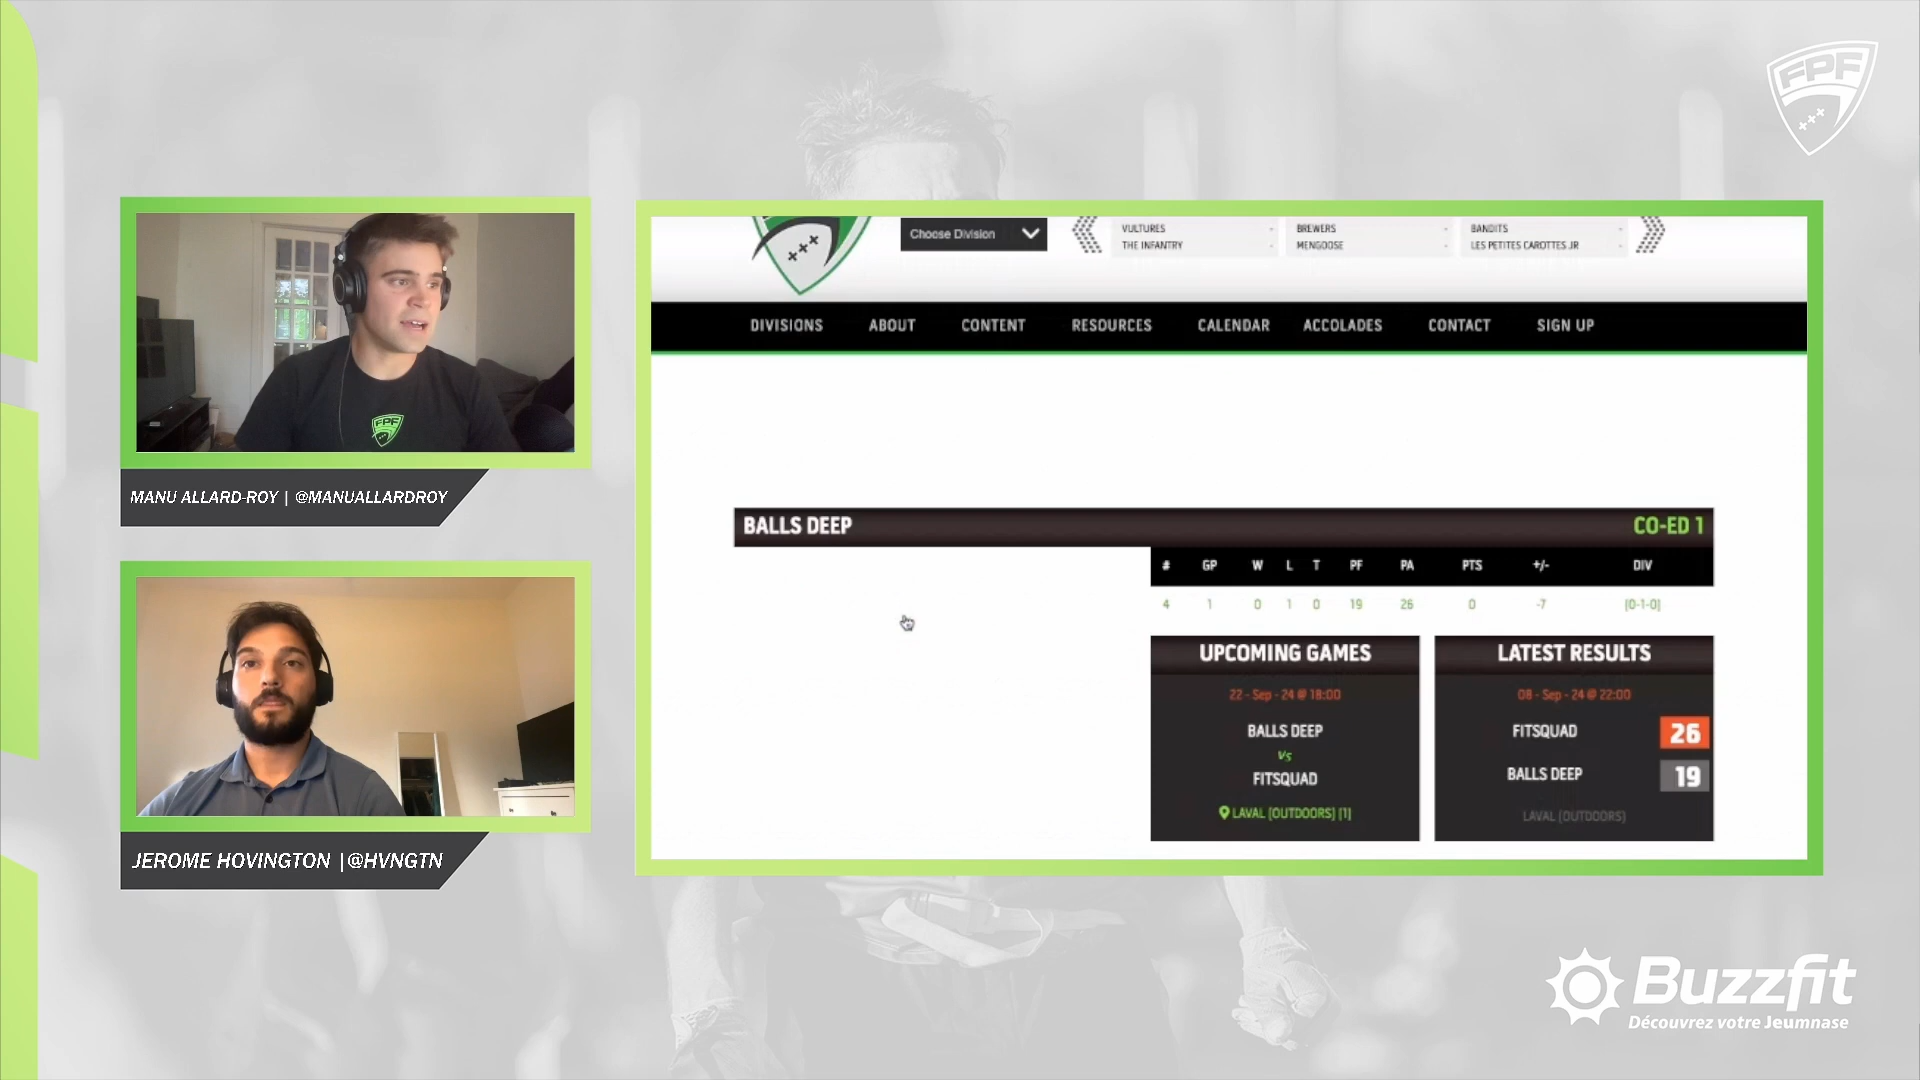 FPF
FPF
MANU ALLARD-ROY | @MANUALLARDROY
JEROME HOVINGTON |@HVNGTN
Choose Division
VULTURES -
THE INFANTRY -
BREWERS -
MENGOOSE -
BANDITS -
LES PETITES CAROTTES JR -
DIVISIONS ABOUT CONTENT RESOURCES CALENDAR ACCOLADES CONTACT SIGN UP
BALLS DEEP CO-ED 1
# GP W L T PF PA PTS +/- DIV
4 1 0 1 0 19 26 0 -7 [0-1-0]
UPCOMING GAMES
22 - Sep - 24 @ 18:00
BALLS DEEP
VS
FITSQUAD
LAVAL [OUTDOORS] [1]
LATEST RESULTS
08 - Sep - 24 @ 22:00
FITSQUAD 26
BALLS DEEP 19
LAVAL [OUTDOORS]
Buzzfit
Découvrez votre Jeumnase